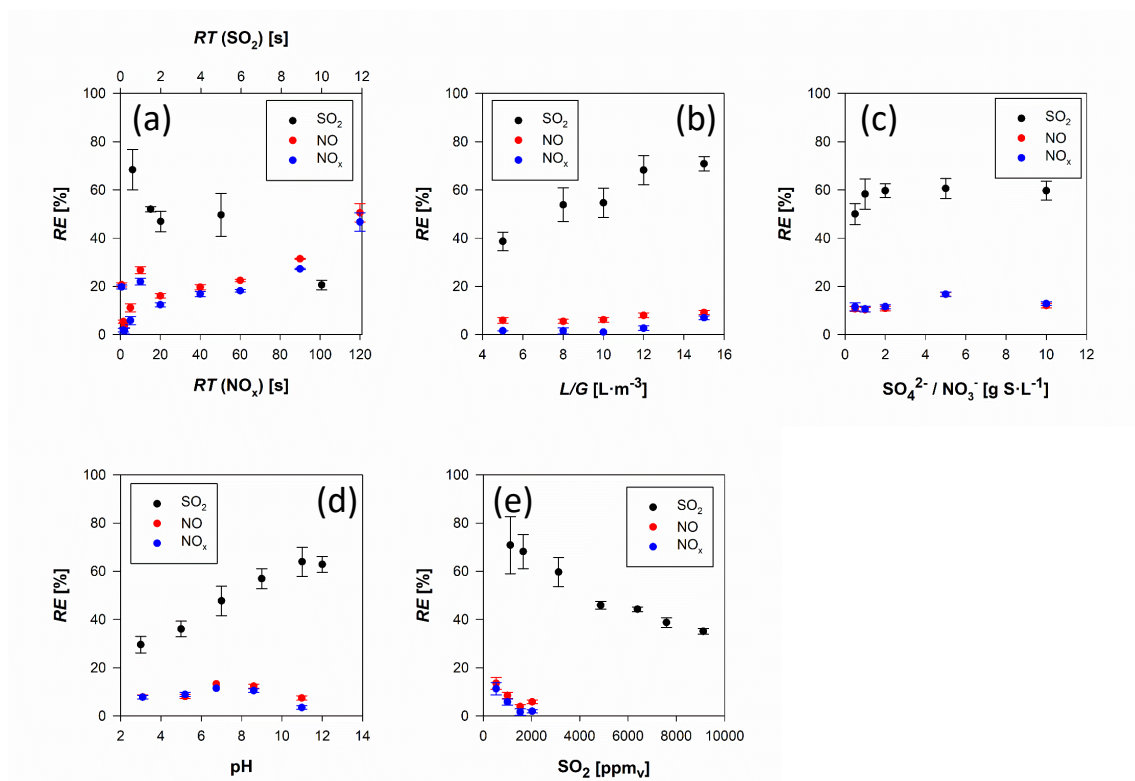 RT (SO₂) [s]
0 2 4 6 8 10 12
(a)
SO₂
NO
NOₓ
RE [%]
100
80
60
40
20
0
0 20 40 60 80 100 120
RT (NOₓ) [s]
(b)
SO₂
NO
NOₓ
RE [%]
100
80
60
40
20
0
4 6 8 10 12 14 16
L/G [L·m⁻³]
(c)
SO₂
NO
NOₓ
RE [%]
100
80
60
40
20
0
0 2 4 6 8 10 12
SO₄²⁻ / NO₃⁻ [g S·L⁻¹]
(d)
SO₂
NO
NOₓ
RE [%]
100
80
60
40
20
0
2 4 6 8 10 12 14
pH
(e)
SO₂
NO
NOₓ
RE [%]
100
80
60
40
20
0
0 2000 4000 6000 8000 10000
SO₂ [ppmᵥ]